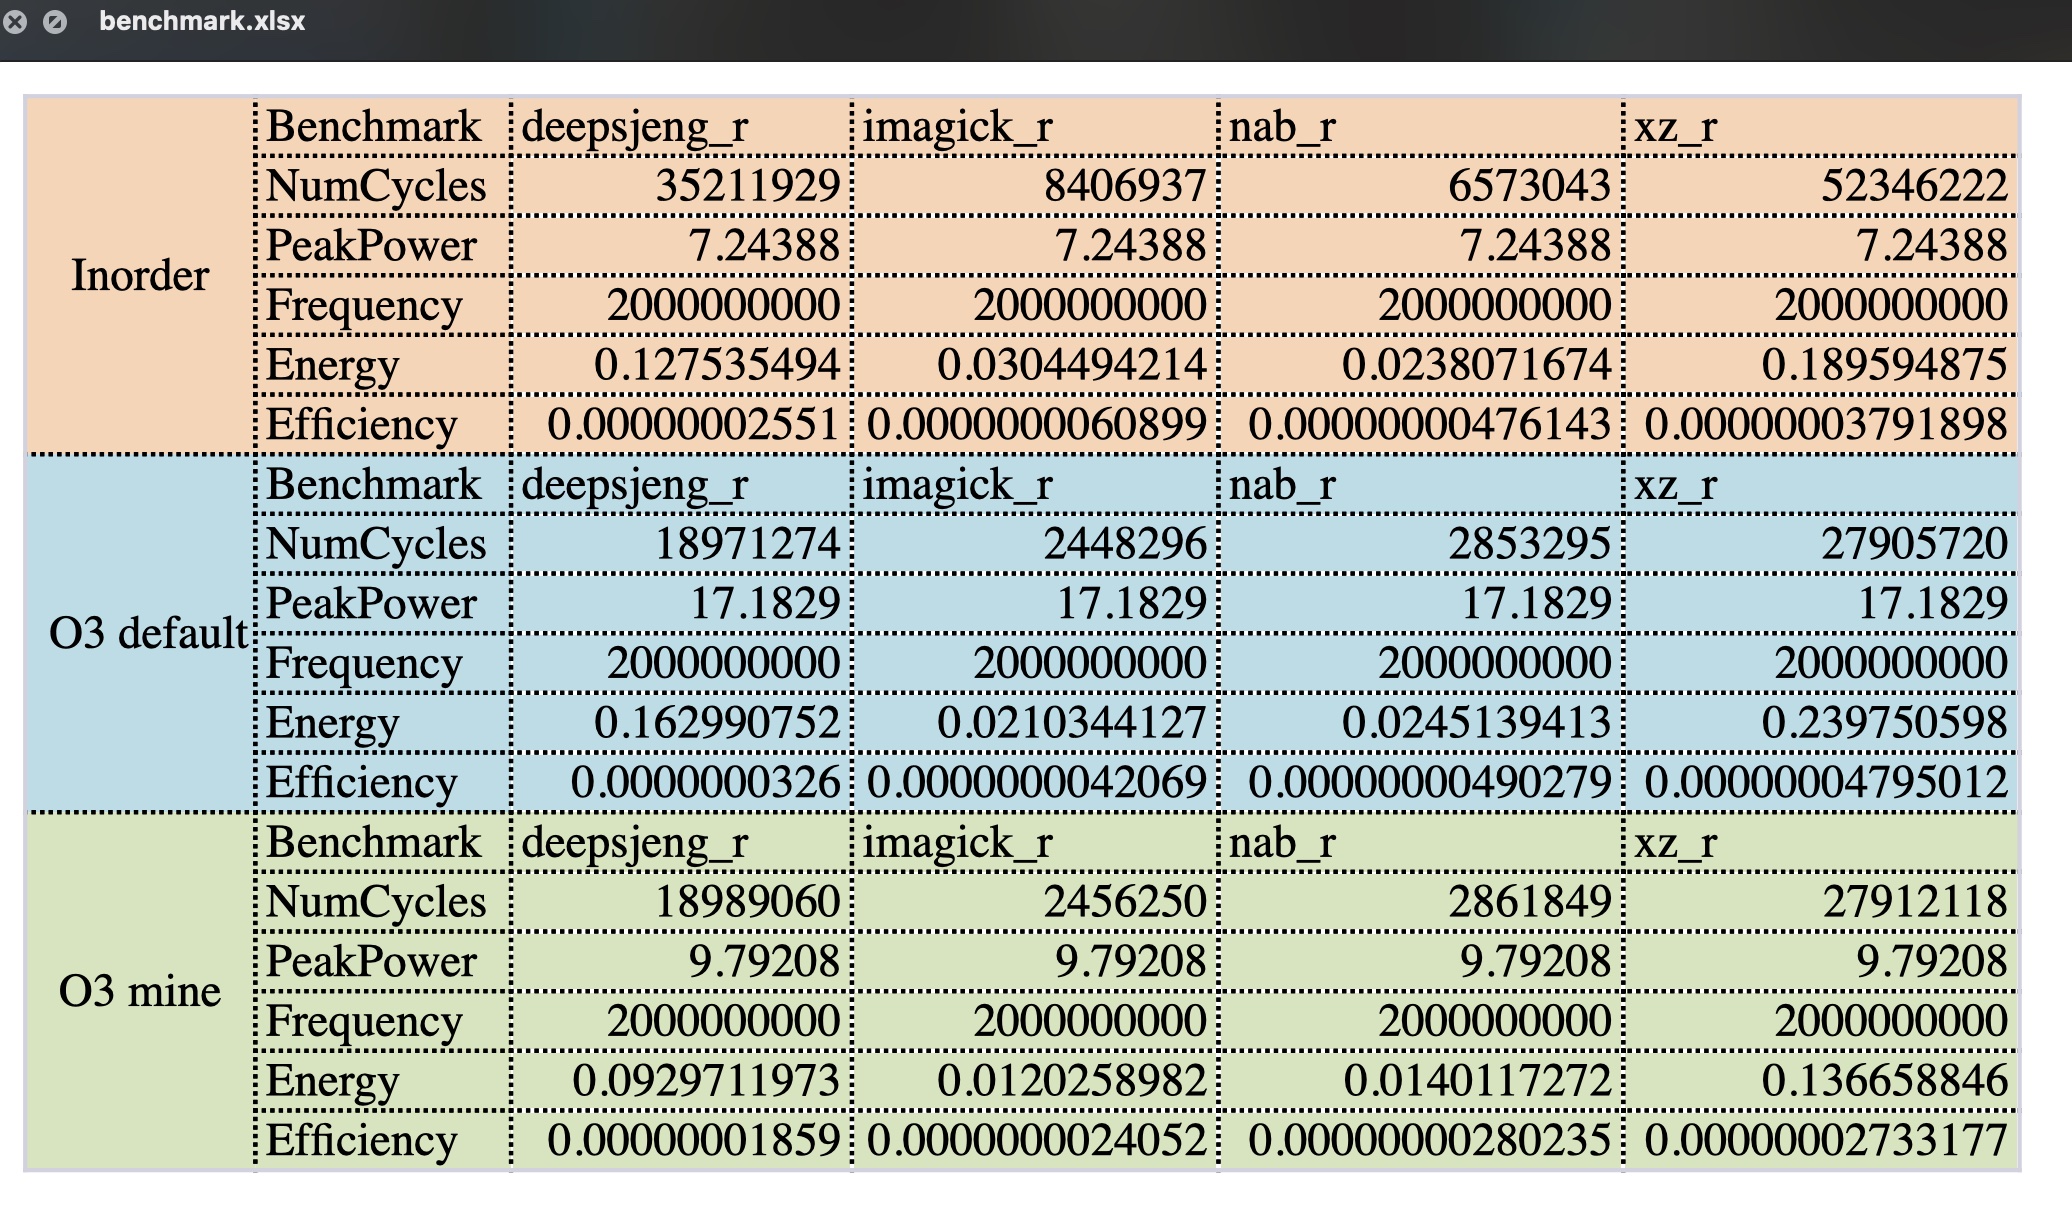 benchmark.xlsx
Inorder
Benchmark deepsjeng_r imagick_r nab_r xz_r
NumCycles 35211929 8406937 6573043 52346222
PeakPower 7.24388 7.24388 7.24388 7.24388
Frequency 2000000000 2000000000 2000000000 2000000000
Energy 0.127535494 0.0304494214 0.0238071674 0.189594875
Efficiency 0.00000002551 0.0000000060899 0.00000000476143 0.00000003791898
O3 default
Benchmark deepsjeng_r imagick_r nab_r xz_r
NumCycles 18971274 2448296 2853295 27905720
PeakPower 17.1829 17.1829 17.1829 17.1829
Frequency 2000000000 2000000000 2000000000 2000000000
Energy 0.162990752 0.0210344127 0.0245139413 0.239750598
Efficiency 0.0000000326 0.0000000042069 0.00000000490279 0.00000004795012
O3 mine
Benchmark deepsjeng_r imagick_r nab_r xz_r
NumCycles 18989060 2456250 2861849 27912118
PeakPower 9.79208 9.79208 9.79208 9.79208
Frequency 2000000000 2000000000 2000000000 2000000000
Energy 0.0929711973 0.0120258982 0.0140117272 0.136658846
Efficiency 0.00000001859 0.0000000024052 0.00000000280235 0.00000002733177